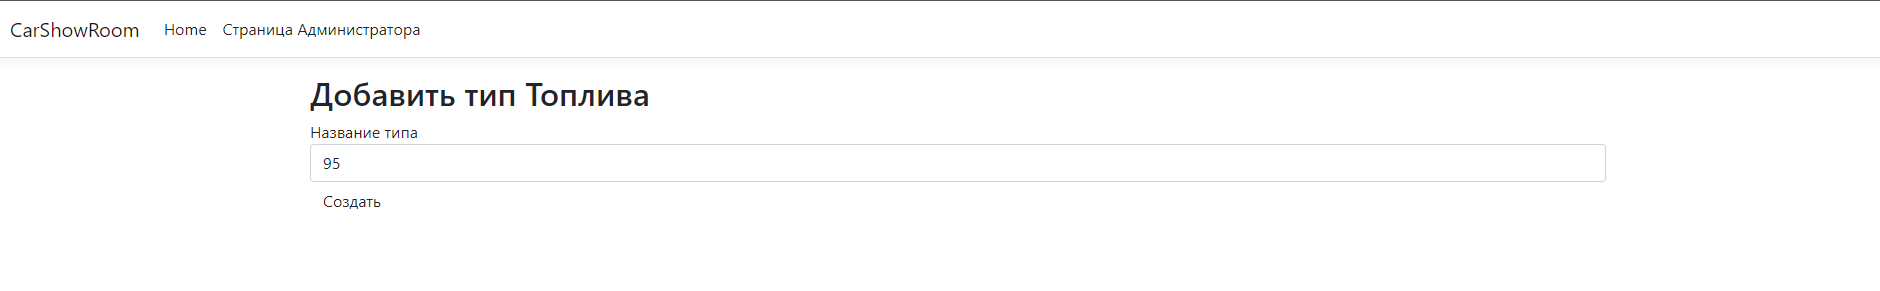 CarShowRoom Home Страница Администратора
Добавить тип Топлива
Название типа
95
Создать